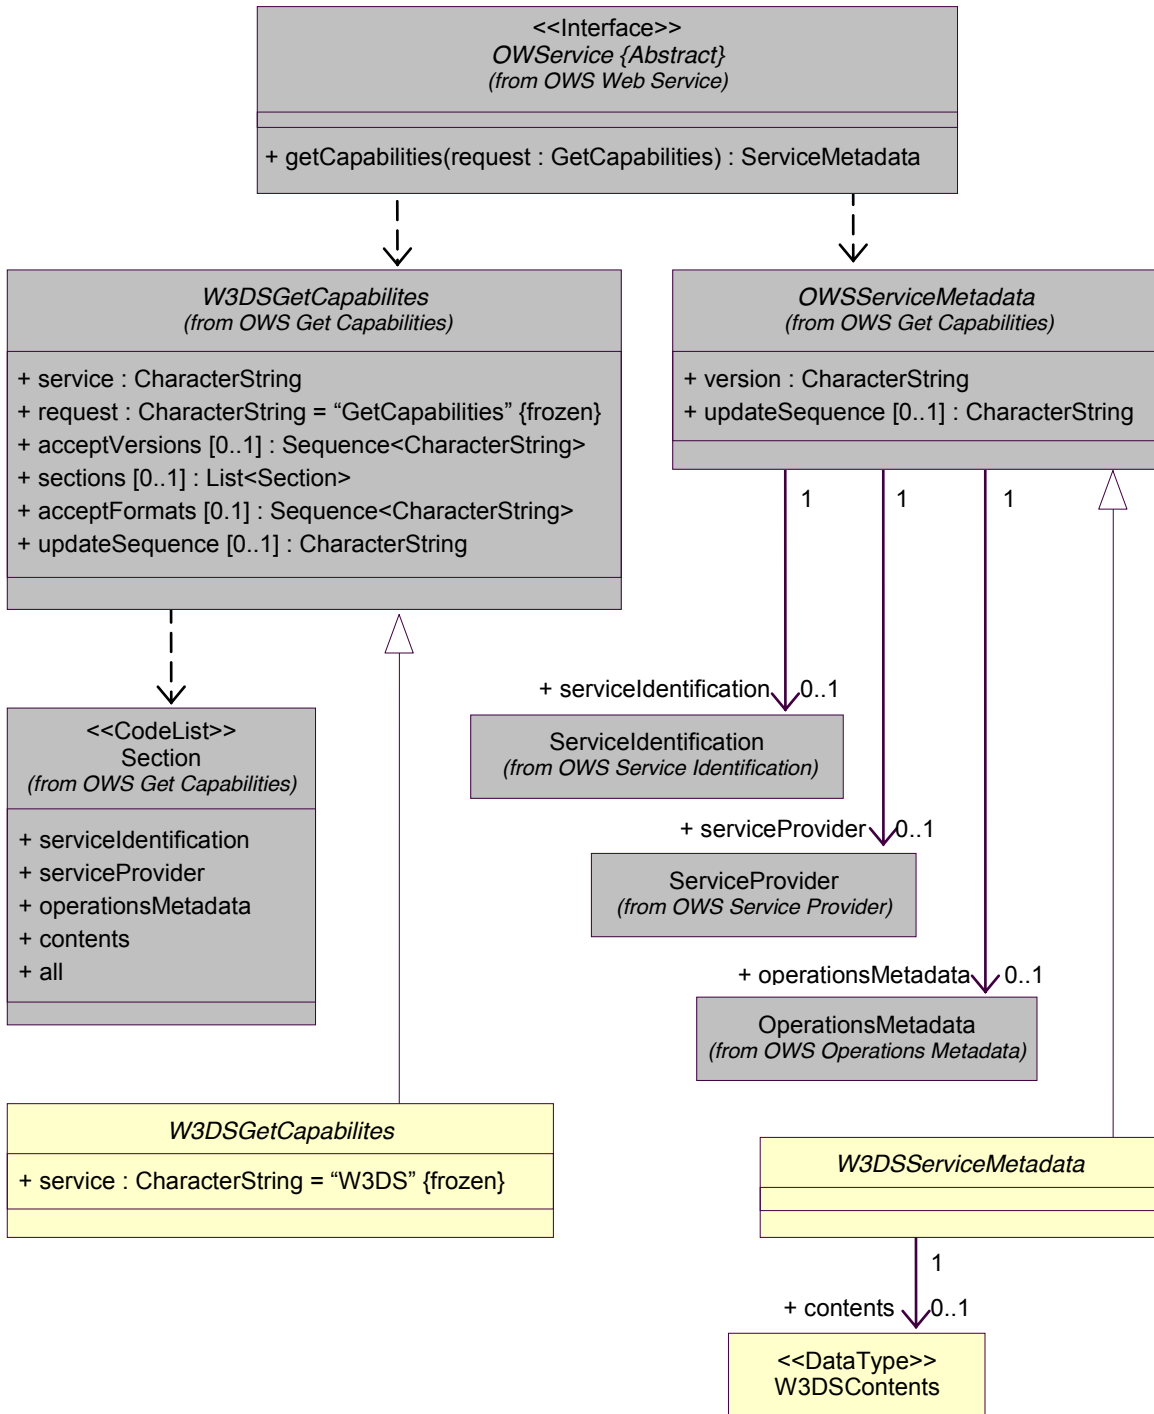 <<Interface>>
OWService {Abstract}
(from OWS Web Service)
+ getCapabilities(request : GetCapabilities) : ServiceMetadata
W3DSGetCapabilites
(from OWS Get Capabilities)
+ service : CharacterString
+ request : CharacterString = “GetCapabilities” {frozen}
+ acceptVersions [0..1] : Sequence<CharacterString>
+ sections [0..1] : List<Section>
+ acceptFormats [0.1] : Sequence<CharacterString>
+ updateSequence [0..1] : CharacterString
OWSServiceMetadata
(from OWS Get Capabilities)
+ version : CharacterString
+ updateSequence [0..1] : CharacterString
1
1
1
+ serviceIdentification
0..1
ServiceIdentification
(from OWS Service Identification)
+ serviceProvider
0..1
ServiceProvider
(from OWS Service Provider)
+ operationsMetadata
0..1
OperationsMetadata
(from OWS Operations Metadata)
<<CodeList>>
Section
(from OWS Get Capabilities)
+ serviceIdentification
+ serviceProvider
+ operationsMetadata
+ contents
+ all
W3DSGetCapabilites
+ service : CharacterString = “W3DS” {frozen}
W3DSServiceMetadata
1
+ contents
0..1
<<DataType>>
W3DSContents